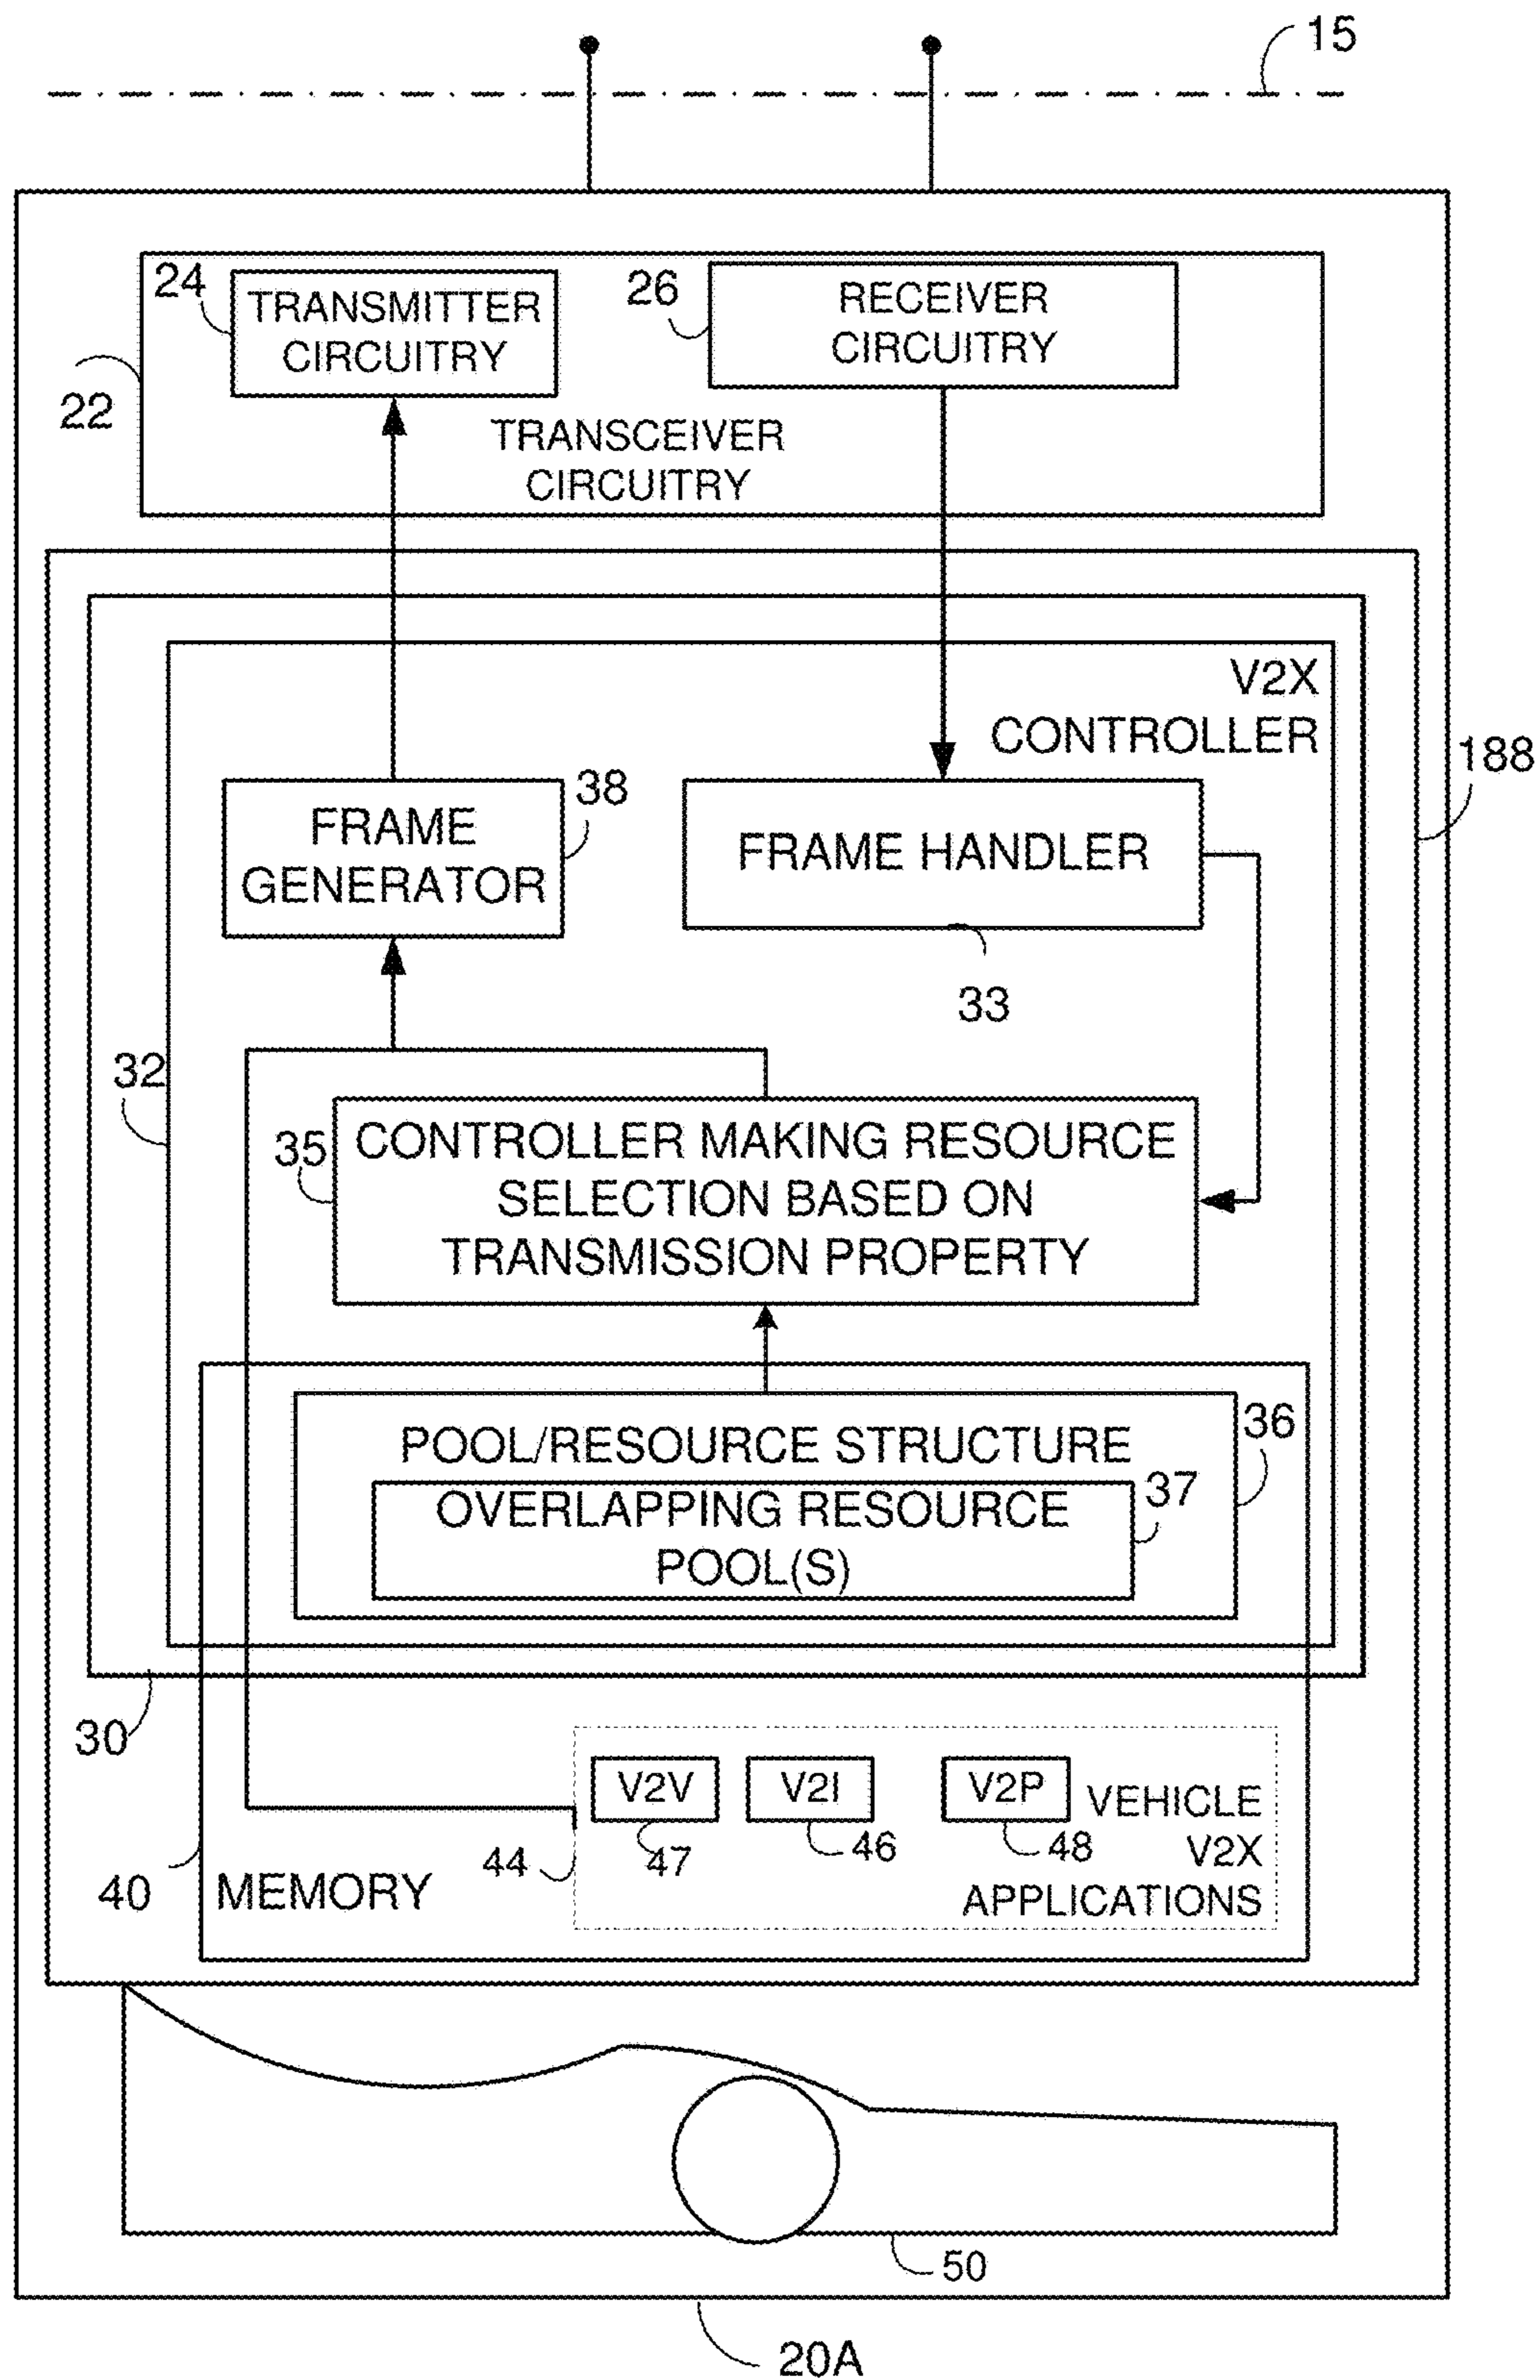 15
24
TRANSMITTER
CIRCUITRY
26
RECEIVER
CIRCUITRY
22
TRANSCEIVER
CIRCUITRY
V2X
CONTROLLER
188
FRAME
GENERATOR
38
FRAME HANDLER
33
32
35
CONTROLLER MAKING RESOURCE
SELECTION BASED ON
TRANSMISSION PROPERTY
POOL/RESOURCE STRUCTURE
36
OVERLAPPING RESOURCE
POOL(S)
37
30
V2V
V2I
V2P
VEHICLE
V2X
APPLICATIONS
44
47
46
48
40
MEMORY
50
20A